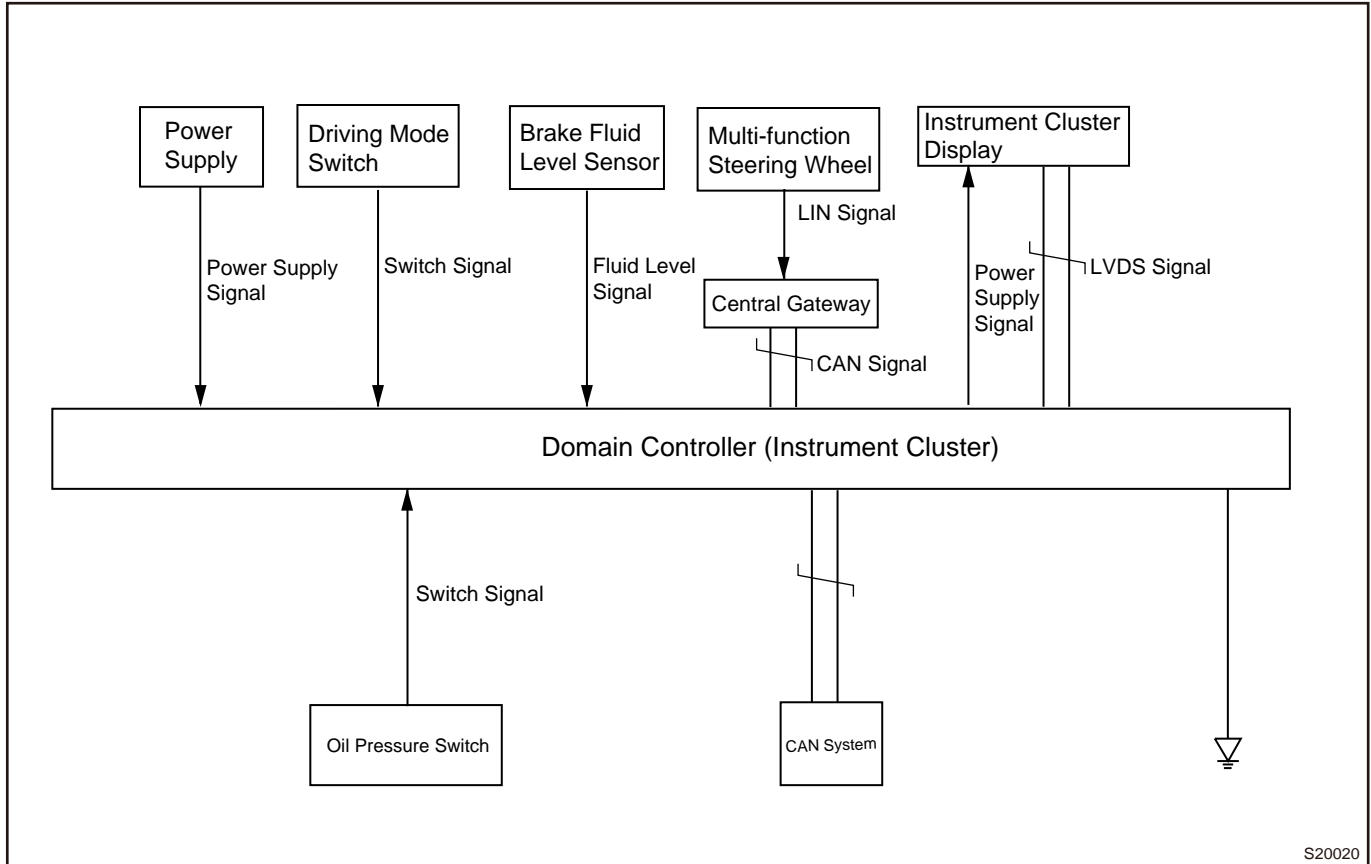 Power
Supply
Driving Mode
Switch
Brake Fluid
Level Sensor
Multi-function
Steering Wheel
Instrument Cluster
Display
LIN Signal
Power Supply
Signal
Switch Signal
Fluid Level
Signal
Central Gateway
Power
Supply
Signal
LVDS Signal
CAN Signal
Domain Controller (Instrument Cluster)
Switch Signal
Oil Pressure Switch
CAN System
S20020